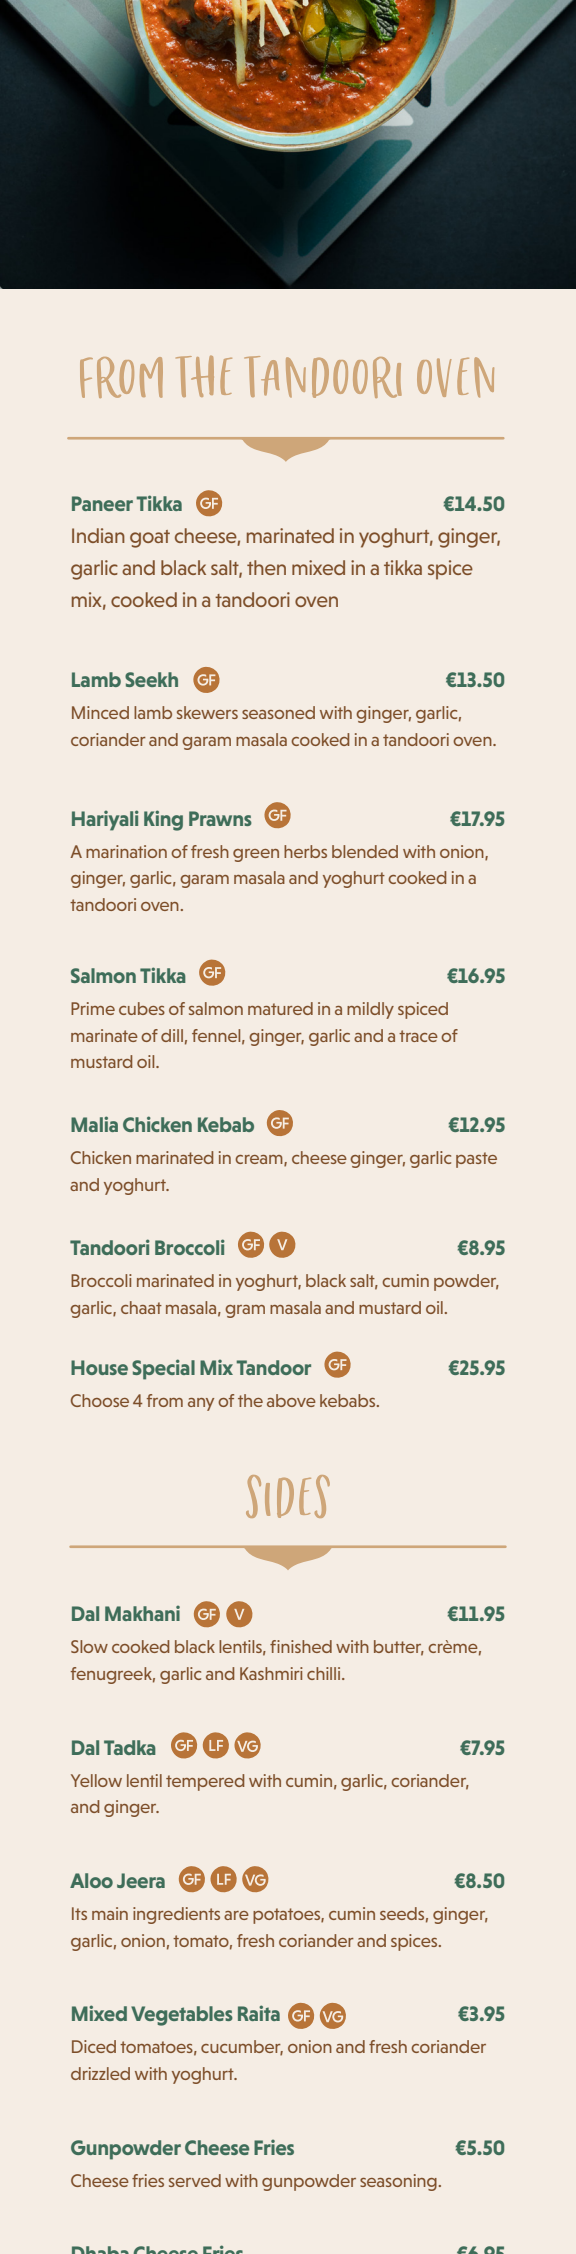 FROM THE TANDOORI OVEN
Paneer Tikka GF €14.50
Indian goat cheese, marinated in yoghurt, ginger,
garlic and black salt, then mixed in a tikka spice
mix, cooked in a tandoori oven
Lamb Seekh GF €13.50
Minced lamb skewers seasoned with ginger, garlic,
coriander and garam masala cooked in a tandoori oven.
Hariyali King Prawns GF €17.95
A marination of fresh green herbs blended with onion,
ginger, garlic, garam masala and yoghurt cooked in a
tandoori oven.
Salmon Tikka GF €16.95
Prime cubes of salmon matured in a mildly spiced
marinate of dill, fennel, ginger, garlic and a trace of
mustard oil.
Malia Chicken Kebab GF €12.95
Chicken marinated in cream, cheese ginger, garlic paste
and yoghurt.
Tandoori Broccoli GF V €8.95
Broccoli marinated in yoghurt, black salt, cumin powder,
garlic, chaat masala, gram masala and mustard oil.
House Special Mix Tandoor GF €25.95
Choose 4 from any of the above kebabs.
SIDES
Dal Makhani GF V €11.95
Slow cooked black lentils, finished with butter, crème,
fenugreek, garlic and Kashmiri chilli.
Dal Tadka GF LF VG €7.95
Yellow lentil tempered with cumin, garlic, coriander,
and ginger.
Aloo Jeera GF LF VG €8.50
Its main ingredients are potatoes, cumin seeds, ginger,
garlic, onion, tomato, fresh coriander and spices.
Mixed Vegetables Raita GF VG €3.95
Diced tomatoes, cucumber, onion and fresh coriander
drizzled with yoghurt.
Gunpowder Cheese Fries €5.50
Cheese fries served with gunpowder seasoning.
Dhaba Cheese Fries €6.95